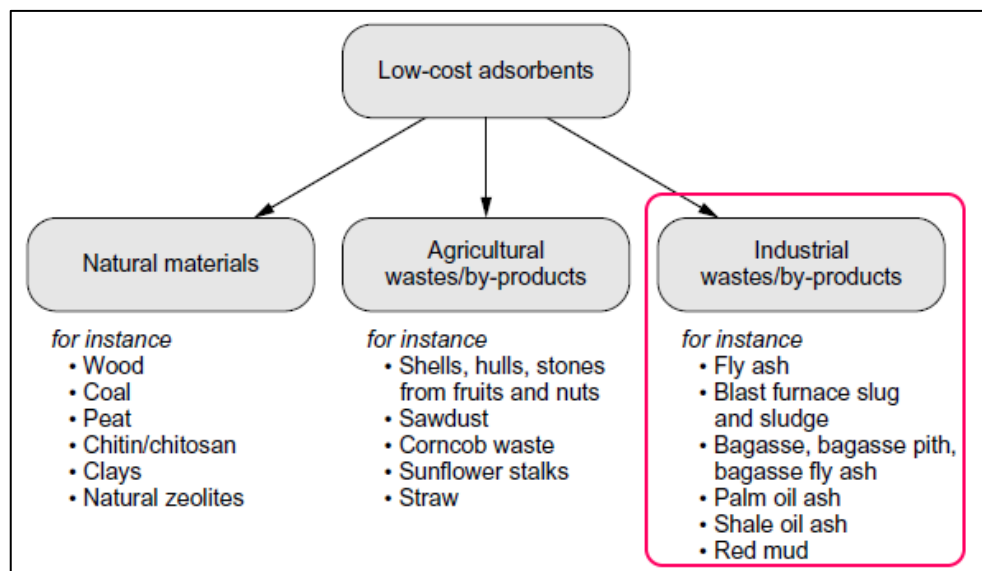 Low-cost adsorbents
Natural materials
for instance
• Wood
• Coal
• Peat
• Chitin/chitosan
• Clays
• Natural zeolites
Agricultural
wastes/by-products
for instance
• Shells, hulls, stones
from fruits and nuts
• Sawdust
• Corncob waste
• Sunflower stalks
• Straw
Industrial
wastes/by-products
for instance
• Fly ash
• Blast furnace slug
and sludge
• Bagasse, bagasse pith,
bagasse fly ash
• Palm oil ash
• Shale oil ash
• Red mud